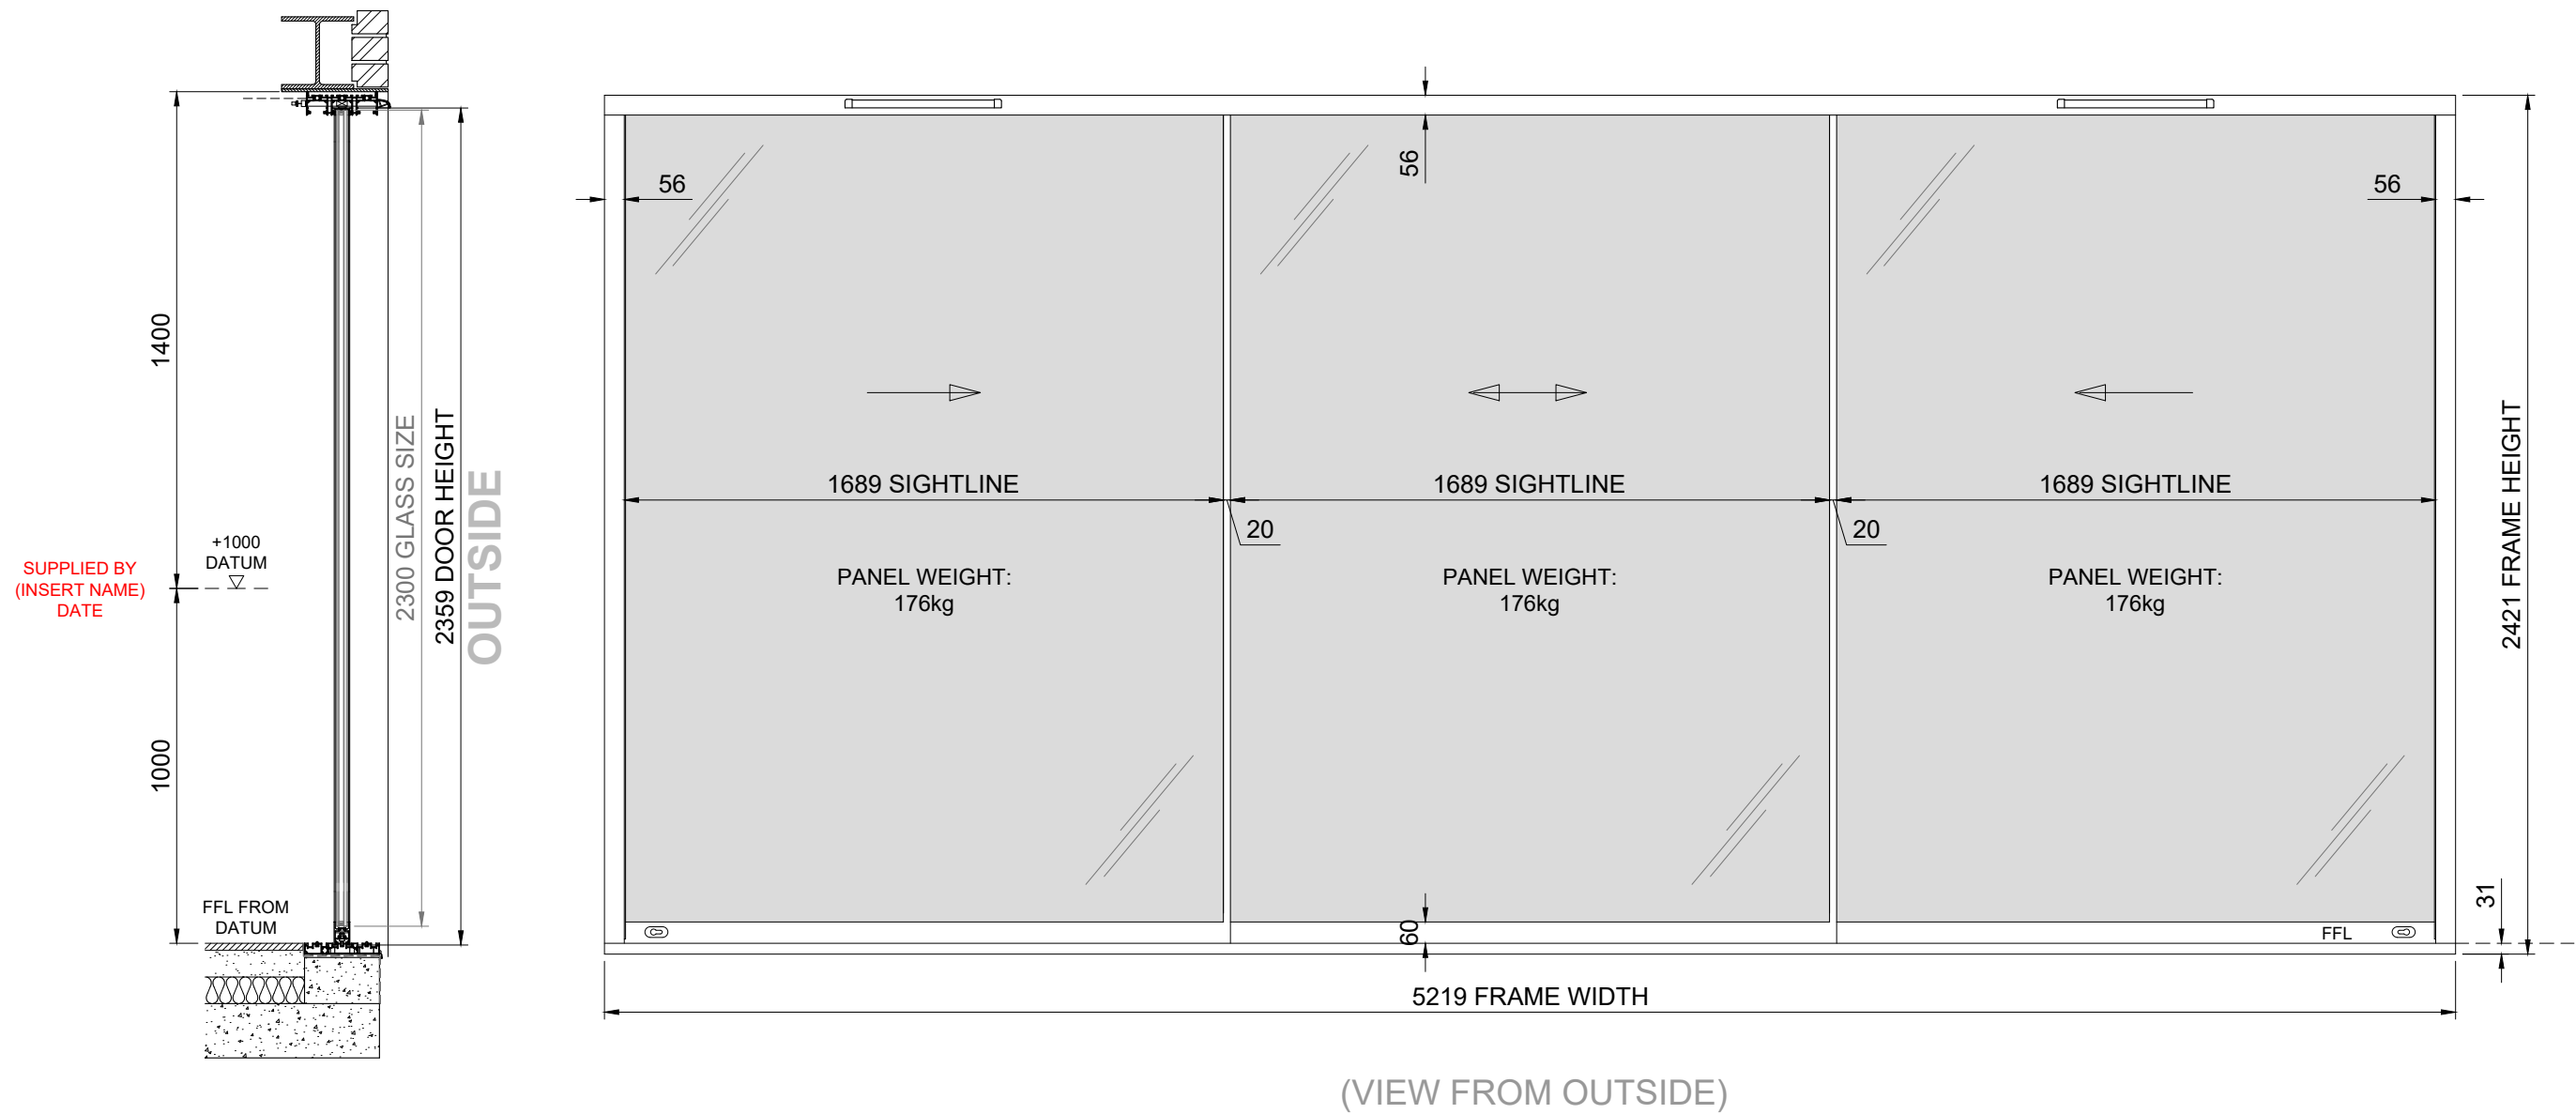 1400
+1000
DATUM
SUPPLIED BY
(INSERT NAME)
DATE
1000
FFL FROM
DATUM
2300 GLASS SIZE
2359 DOOR HEIGHT
OUTSIDE
56
56
56
1689 SIGHTLINE
1689 SIGHTLINE
1689 SIGHTLINE
20
20
PANEL WEIGHT:
176kg
PANEL WEIGHT:
176kg
PANEL WEIGHT:
176kg
2421 FRAME HEIGHT
31
60
FFL
5219 FRAME WIDTH
(VIEW FROM OUTSIDE)